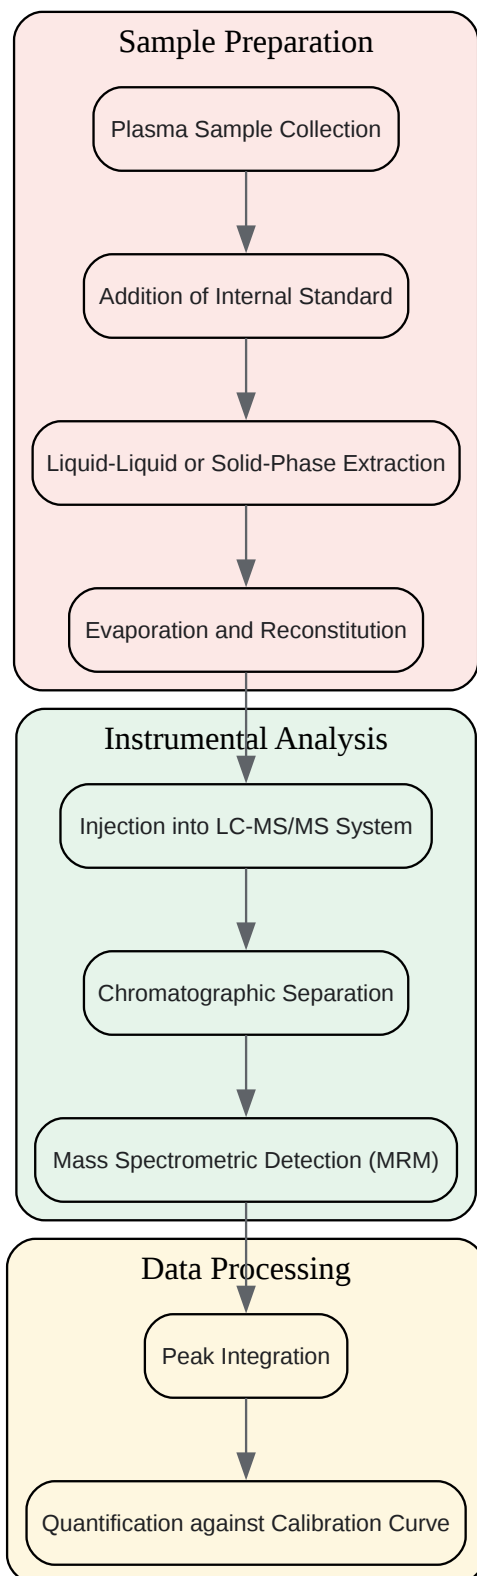 Sample Preparation
Plasma Sample Collection
Addition of Internal Standard
Liquid-Liquid or Solid-Phase Extraction
Evaporation and Reconstitution
Instrumental Analysis
Injection into LC-MS/MS System
Chromatographic Separation
Mass Spectrometric Detection (MRM)
Data Processing
Peak Integration
Quantification against Calibration Curve